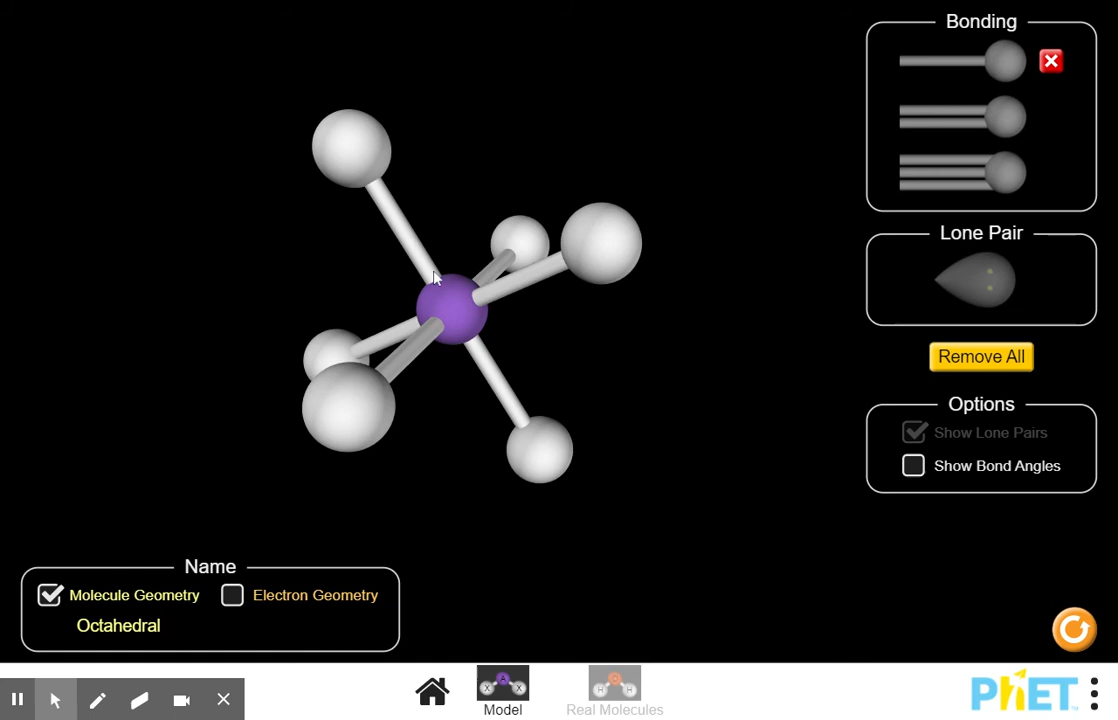 Bonding
Lone Pair
Remove All
Options
Show Lone Pairs
Show Bond Angles
Name
Molecule Geometry
Electron Geometry
Octahedral
A
X X
Model
H H
Real Molecules
PhET